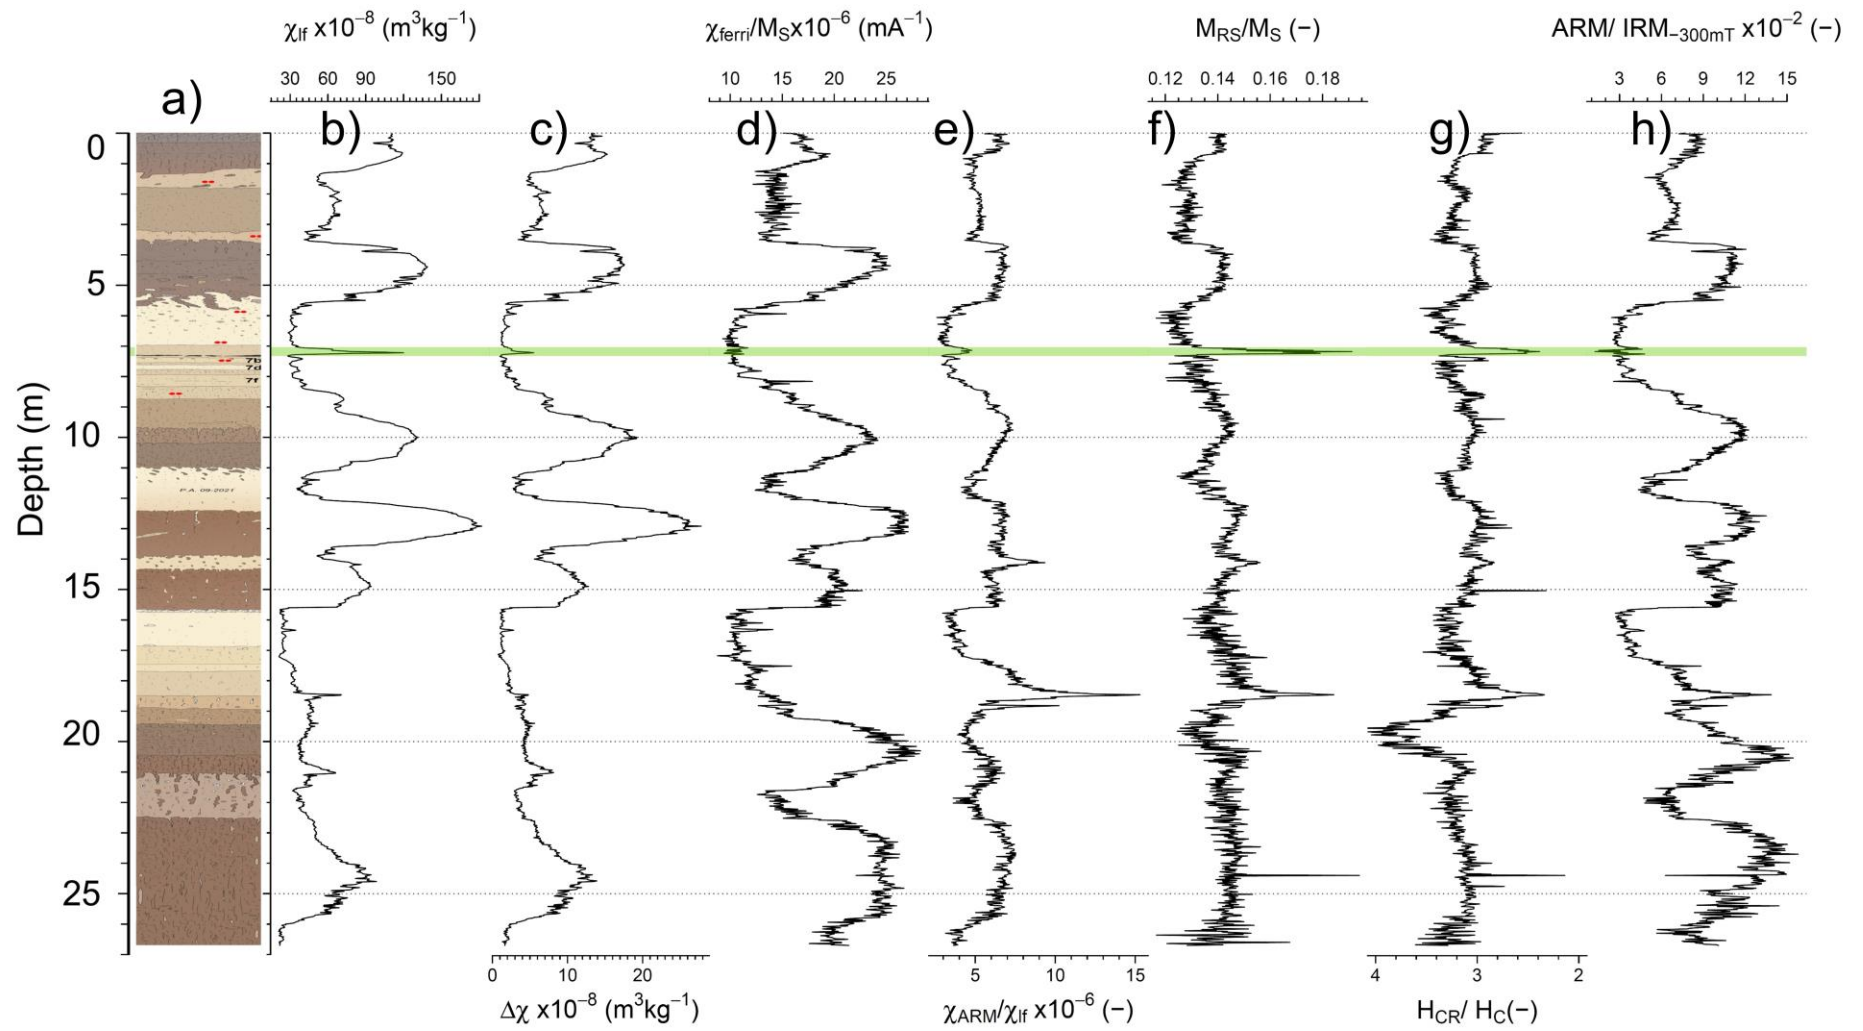 χlf x10−8 (m3kg−1)
χferri/MSx10−6 (mA−1)
MRS/MS (−)
ARM/ IRM−300mT x10−2 (−)
30 60 90 150
10 15 20 25
0.12 0.14 0.16 0.18
3 6 9 12 15
a) b) c) d) e) f) g) h)
Depth (m)
0
5
7b
7d
7f
10
P.A. 09-2021
15
20
25
0 10 20
5 10 15
4 3 2
Δχ x10−8 (m3kg−1)
χARM/χlf x10−6 (−)
HCR/ HC(−)